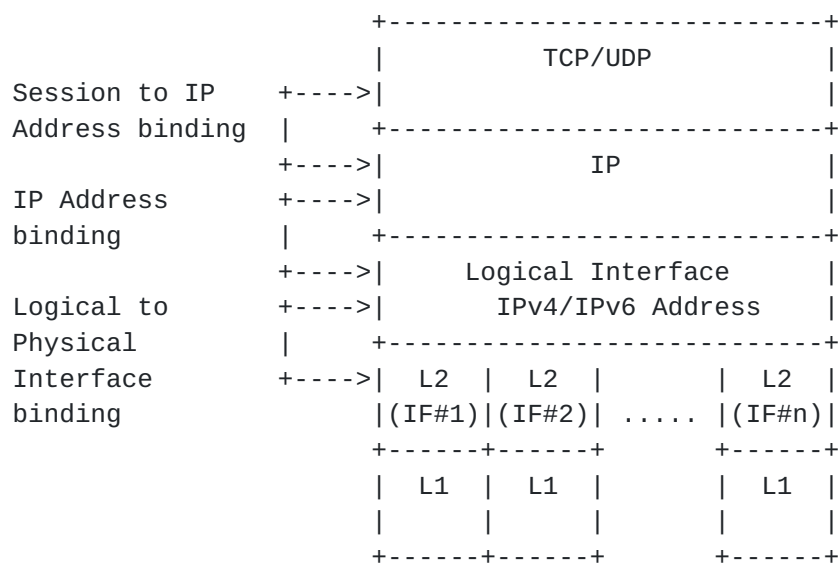 +-----------------------------+
                       |          TCP/UDP            |
Session to IP    +---->|                             |
Address binding  |     +-----------------------------+
                 +---->|             IP              |
IP Address       +---->|                             |
binding          |     +-----------------------------+
                 +---->|     Logical Interface       |
Logical to       +---->|       IPv4/IPv6 Address     |
Physical         |     +-----------------------------+
Interface        +---->|  L2  |  L2  |       |  L2  |
binding                |(IF#1)|(IF#2)| ..... |(IF#n)|
                       +------+------+       +------+
                       |  L1  |  L1  |       |  L1  |
                       |      |      |       |      |
                       +------+------+       +------+